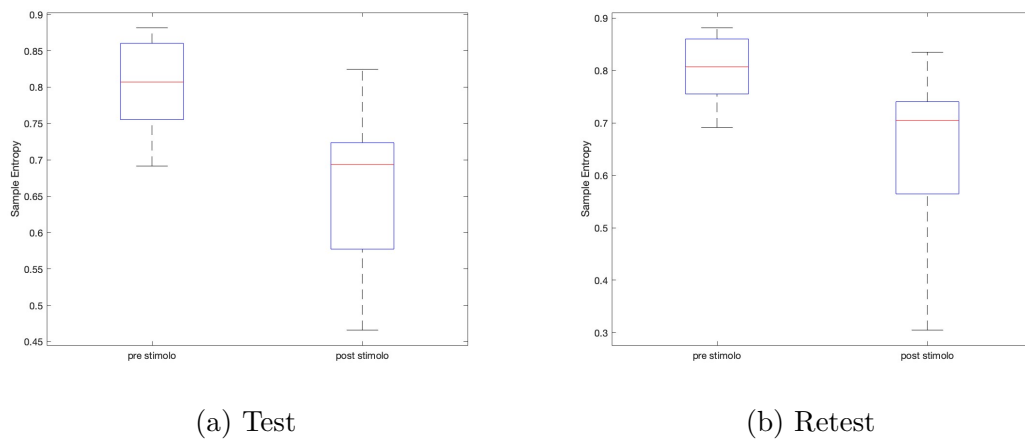 0.9
0.85
0.8
0.75
0.7
0.65
0.6
0.55
0.5
0.45
Sample Entropy
pre stimolo
post stimolo
(a) Test
0.9
0.8
0.7
0.6
0.5
0.4
0.3
Sample Entropy
pre stimolo
post stimolo
(b) Retest